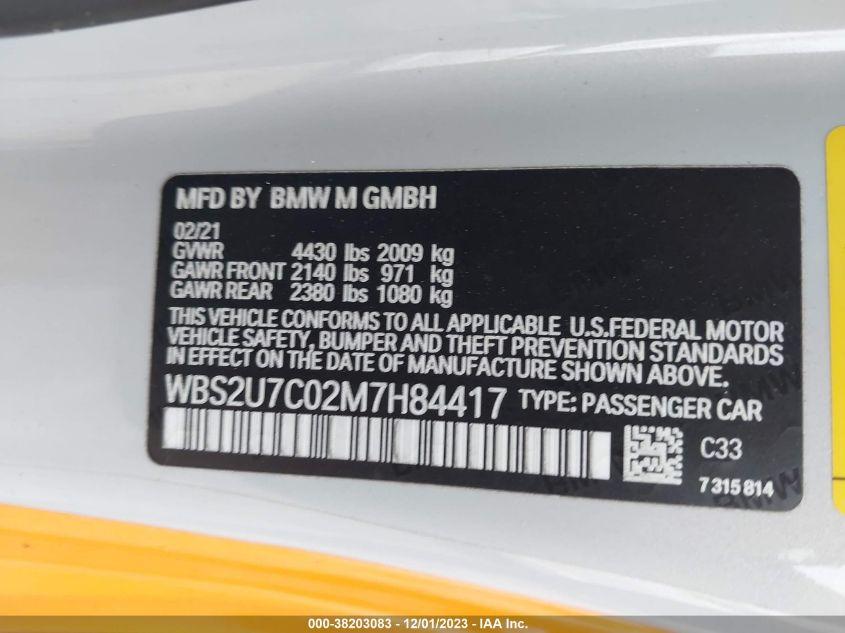 MFD BY BMW M GMBH
02/21
GVWR 4430 lbs 2009 kg
GAWR FRONT 2140 lbs 971 kg
GAWR REAR 2380 lbs 1080 kg
THIS VEHICLE CONFORMS TO ALL APPLICABLE U.S.FEDERAL MOTOR
VEHICLE SAFETY, BUMPER AND THEFT PREVENTION STANDARDS
IN EFFECT ON THE DATE OF MANUFACTURE SHOWN ABOVE.
WBS2U7C02M7H84417 TYPE: PASSENGER CAR
C33
7 315 814
000-38203083 - 12/01/2023 - IAA Inc.